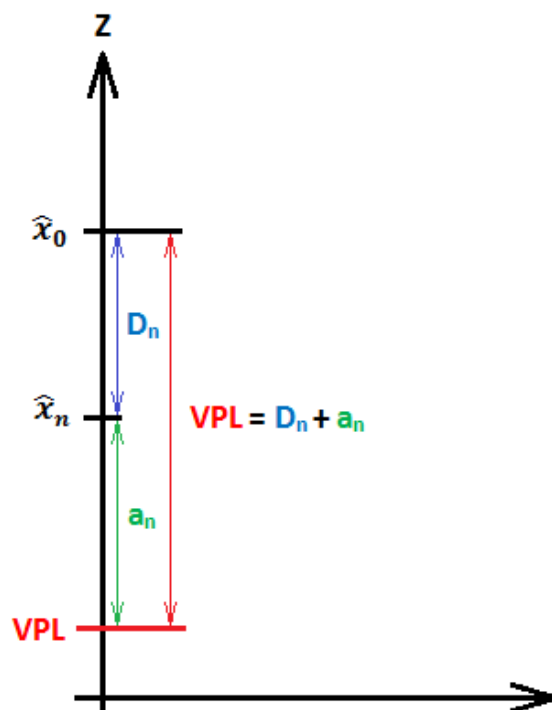 Z
x̂₀
Dₙ
x̂ₙ
VPL = Dₙ + aₙ
aₙ
VPL